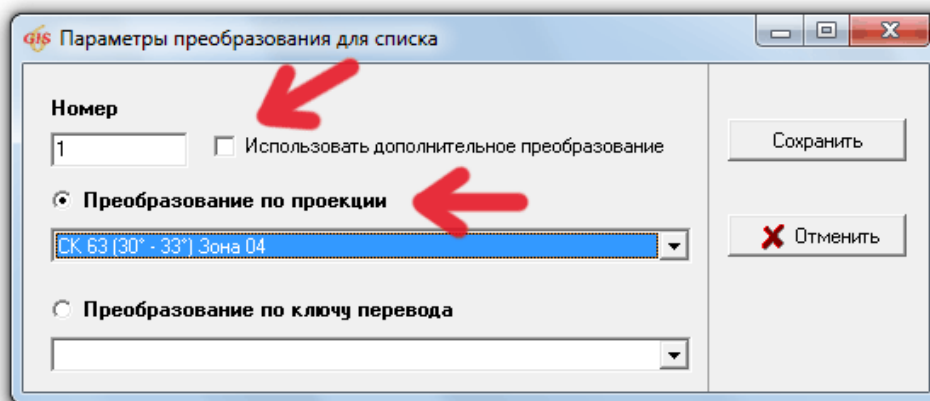 GIS Параметры преобразования для списка
Номер
1
Использовать дополнительное преобразование
Сохранить
Преобразование по проекции
СК 63 (30° - 33°) Зона 04
Отменить
Преобразование по ключу перевода